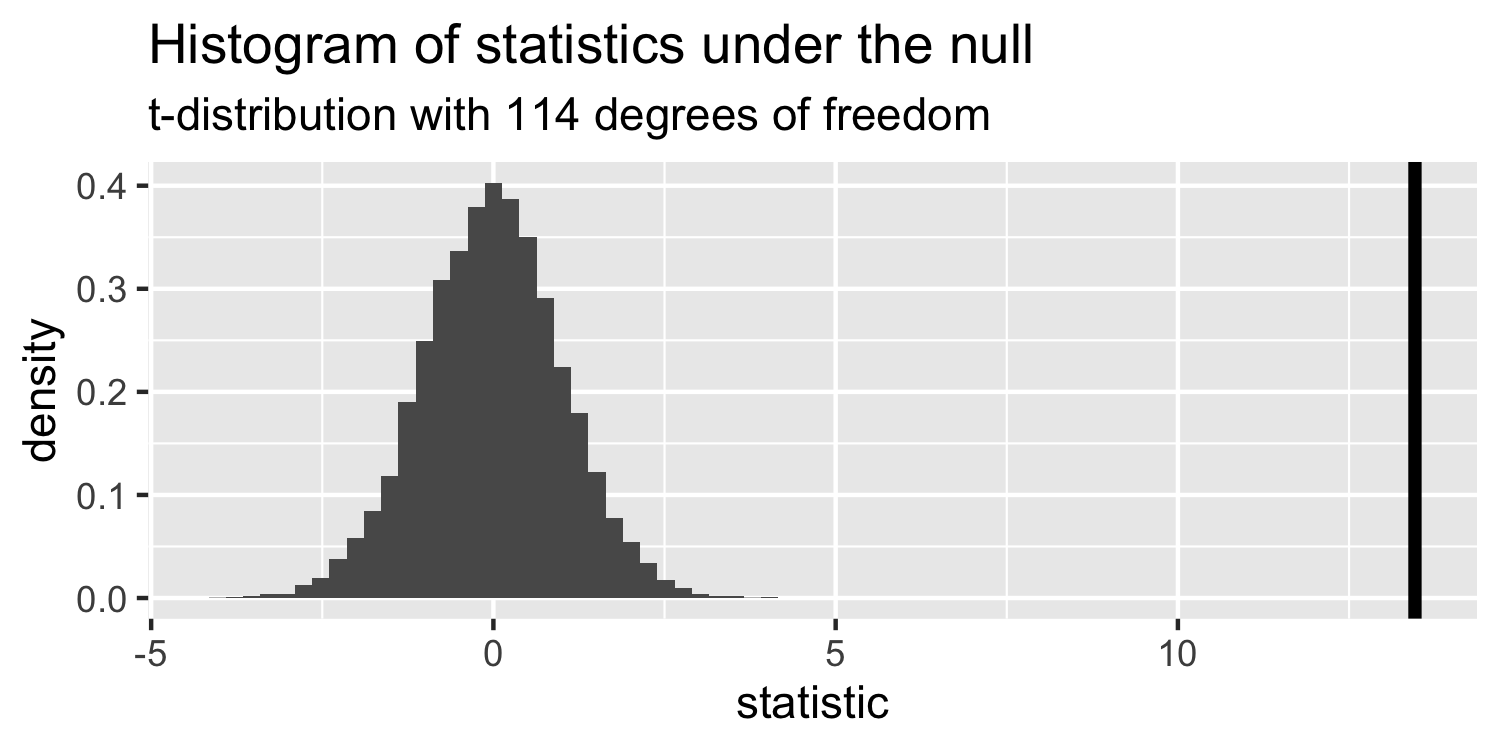 Histogram of statistics under the null
t-distribution with 114 degrees of freedom
density
0.4
0.3
0.2
0.1
0.0
-5 0 5 10
statistic